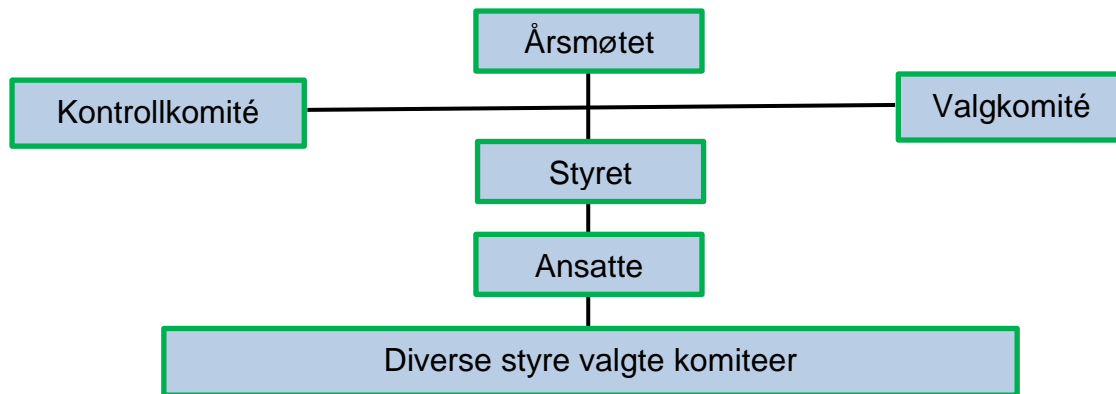 Årsmøtet
Kontrollkomité
Valgkomité
Styret
Ansatte
Diverse styre valgte komiteer